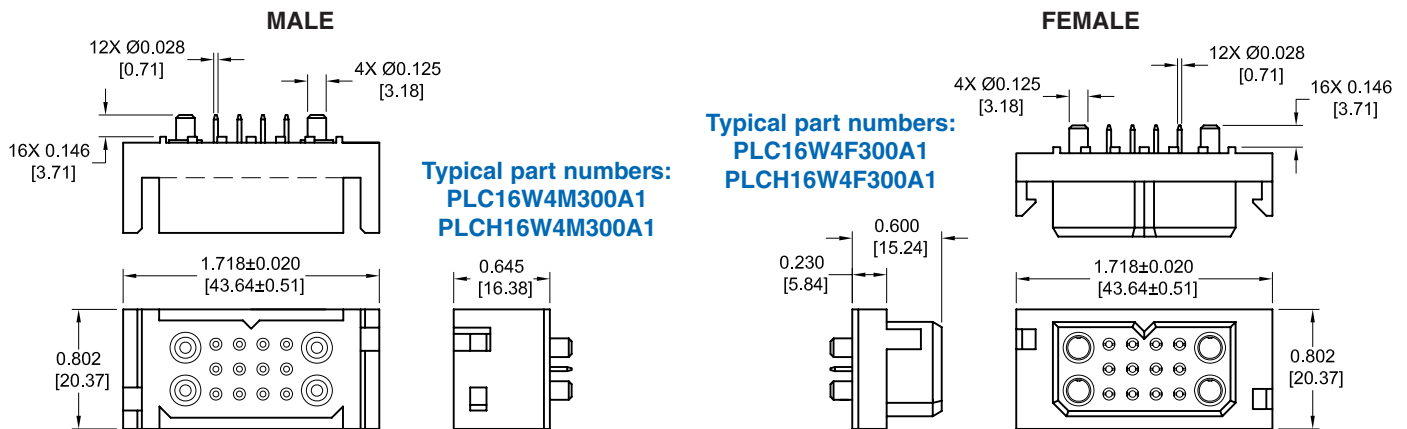 MALE
12X Ø0.028
[0.71]
4X Ø0.125
[3.18]
16X 0.146
[3.71]
Typical part numbers:
PLC16W4M300A1
PLCH16W4M300A1
1.718±0.020
[43.64±0.51]
0.802
[20.37]
0.645
[16.38]
FEMALE
12X Ø0.028
[0.71]
4X Ø0.125
[3.18]
16X 0.146
[3.71]
Typical part numbers:
PLC16W4F300A1
PLCH16W4F300A1
0.600
[15.24]
0.230
[5.84]
1.718±0.020
[43.64±0.51]
0.802
[20.37]